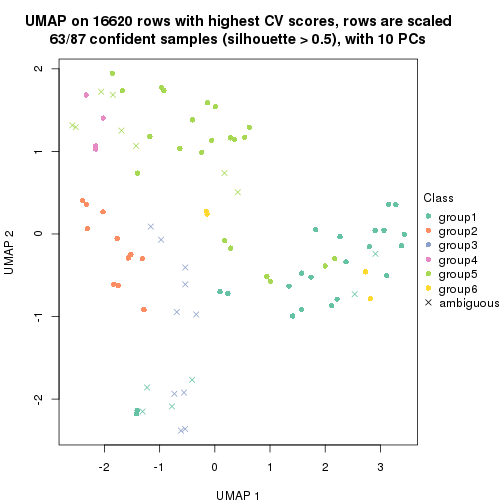 UMAP on 16620 rows with highest CV scores, rows are scaled
63/87 confident samples (silhouette > 0.5), with 10 PCs
2
1
0
-1
-2
UMAP 2
-2
-1
0
1
2
3
UMAP 1
Class
group1
group2
group3
group4
group5
group6
ambiguous